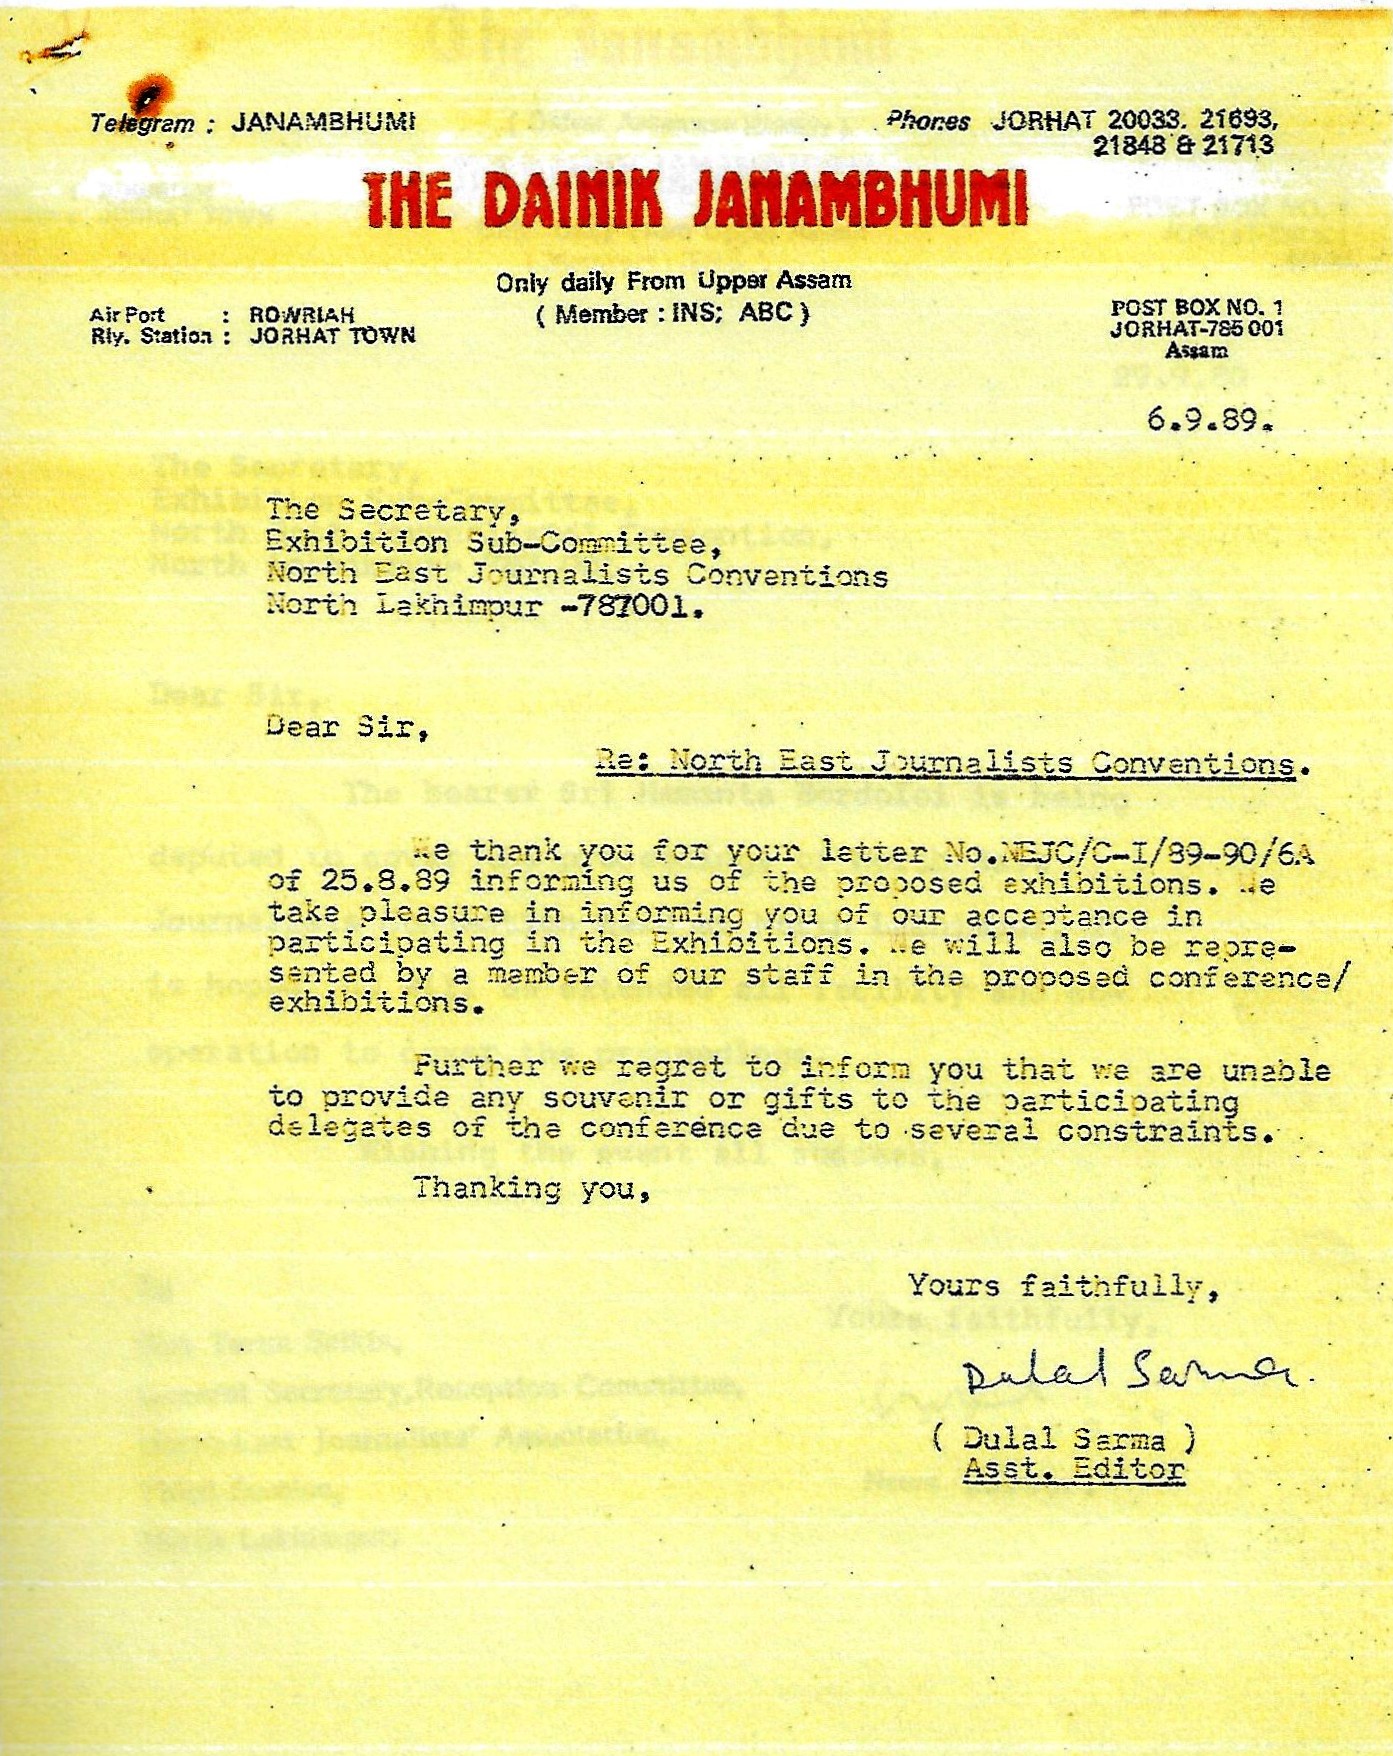 Telegram : JANAMBHUMI
Phones JORHAT 20033. 21693,
21848 & 21713
THE DAINIK JANAMBHUMI
Only daily From Upper Assam
( Member : INS; ABC )
Air Port : ROWRIAH
Rly. Station : JORHAT TOWN
POST BOX NO. 1
JORHAT-785 001
Assam
6.9.89.
The Secretary,
Exhibition Sub-Committee,
North East Journalists Conventions
North Lakhimpur -787001.
Dear Sir,
Re: North East Journalists Conventions.
We thank you for your letter No.NEJC/C-I/89-90/6A
of 25.8.89 informing us of the proposed exhibitions. We
take pleasure in informing you of our acceptance in
participating in the Exhibitions. We will also be repre-
sented by a member of our staff in the proposed conference/
exhibitions.
Further we regret to inform you that we are unable
to provide any souvenir or gifts to the participating
delegates of the conference due to several constraints.
Thanking you,
Yours faithfully,
Dulal Sarma.
( Dulal Sarma )
Asst. Editor